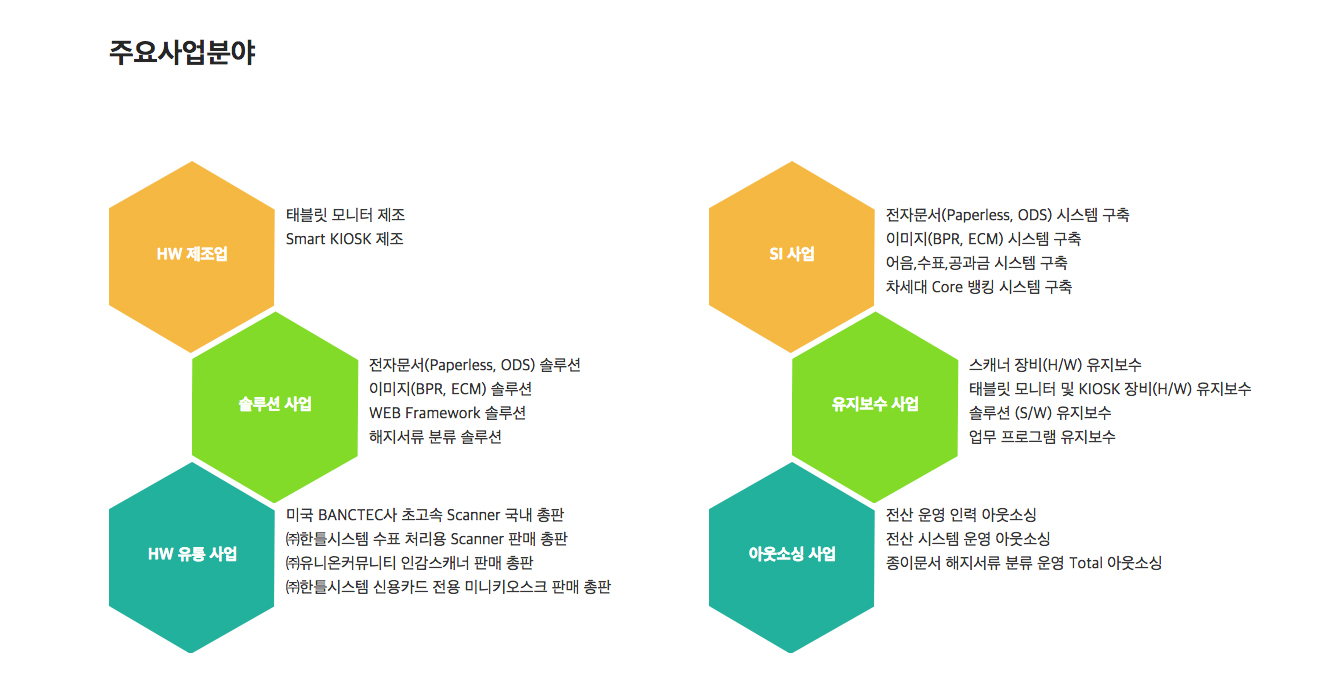 주요사업분야
HW 제조업
태블릿 모니터 제조
Smart KIOSK 제조
솔루션 사업
전자문서(Paperless, ODS) 솔루션
이미지(BPR, ECM) 솔루션
WEB Framework 솔루션
해지서류 분류 솔루션
HW 유통 사업
미국 BANCTEC사 초고속 Scanner 국내 총판
㈜한틀시스템 수표 처리용 Scanner 판매 총판
㈜유니온커뮤니티 인감스캐너 판매 총판
㈜한틀시스템 신용카드 전용 미니키오스크 판매 총판
SI 사업
전자문서(Paperless, ODS) 시스템 구축
이미지(BPR, ECM) 시스템 구축
어음,수표,공과금 시스템 구축
차세대 Core 뱅킹 시스템 구축
유지보수 사업
스캐너 장비(H/W) 유지보수
태블릿 모니터 및 KIOSK 장비(H/W) 유지보수
솔루션 (S/W) 유지보수
업무 프로그램 유지보수
아웃소싱 사업
전산 운영 인력 아웃소싱
전산 시스템 운영 아웃소싱
종이문서 해지서류 분류 운영 Total 아웃소싱